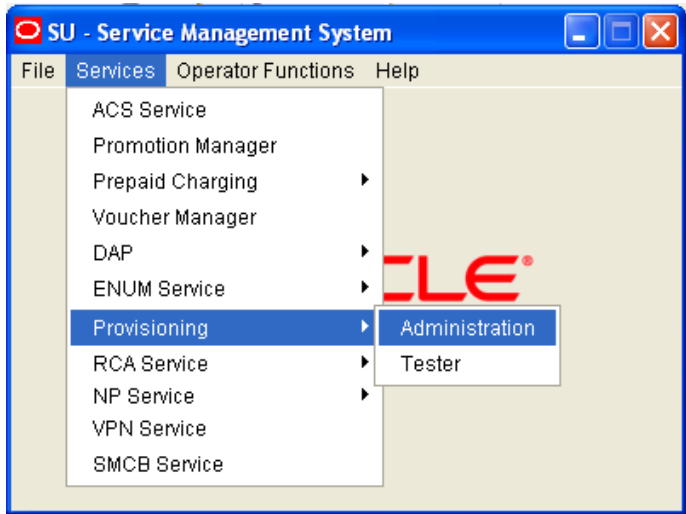 SU - Service Management System
File Services Operator Functions Help
ACS Service
Promotion Manager
Prepaid Charging
Voucher Manager
DAP
ENUM Service
Provisioning
Administration
RCA Service
Tester
NP Service
VPN Service
SMCB Service
CLE®